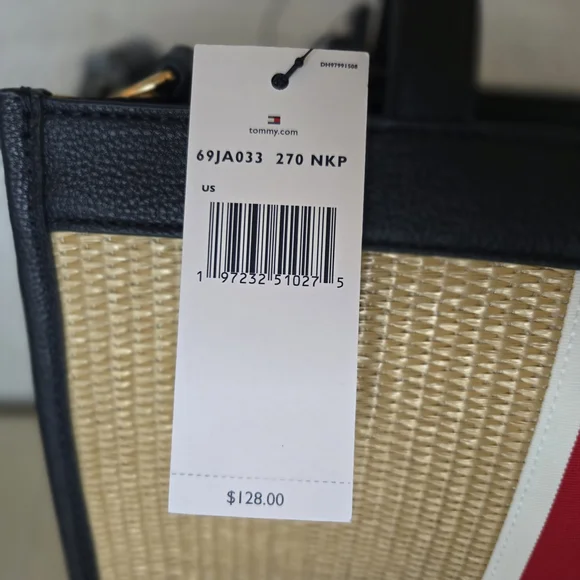 DH97991508
tommy.com
69JA033 270 NKP
US
1 97232 51027 5
$128.00